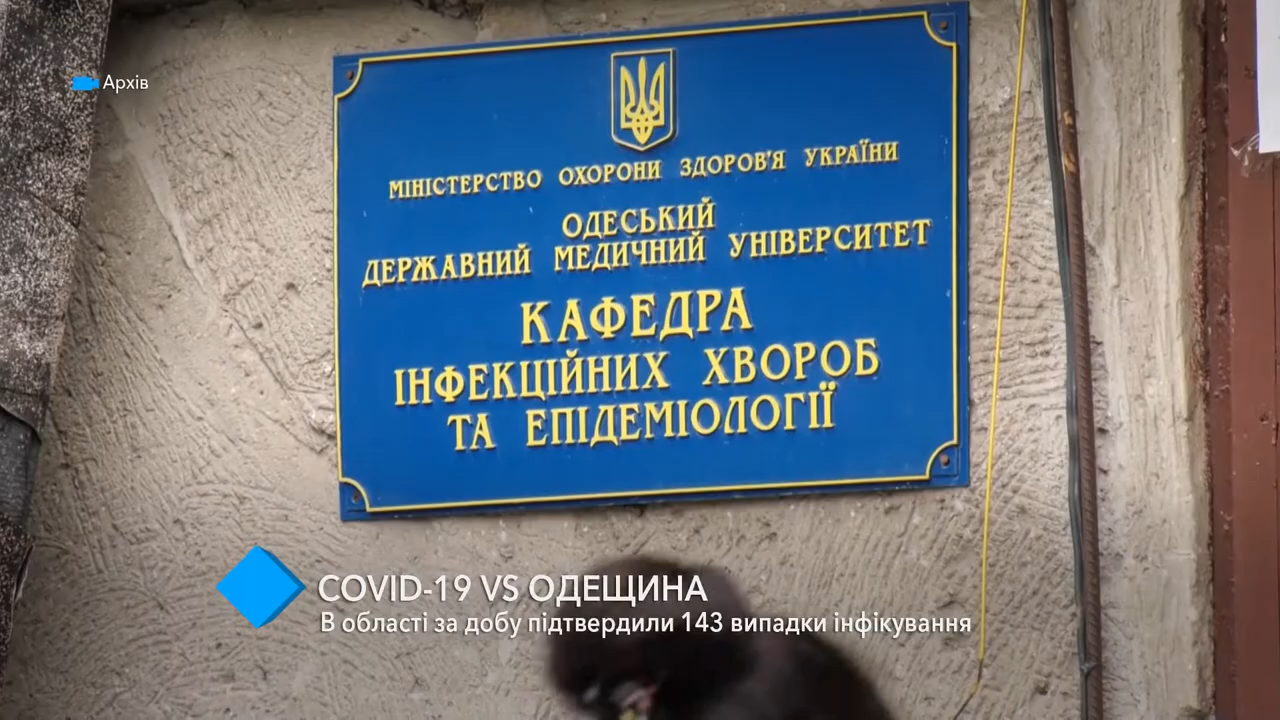 Архів
МІНІСТЕРСТВО ОХОРОНИ ЗДОРОВ'Я УКРАЇНИ
ОДЕСЬКИЙ
ДЕРЖАВНИЙ МЕДИЧНИЙ УНІВЕРСИТЕТ
КАФЕДРА
ІНФЕКЦІЙНИХ ХВОРОБ
ТА ЕПІДЕМІОЛОГІЇ
COVID-19 VS ОДЕЩИНА
В області за добу підтвердили 143 випадки інфікування